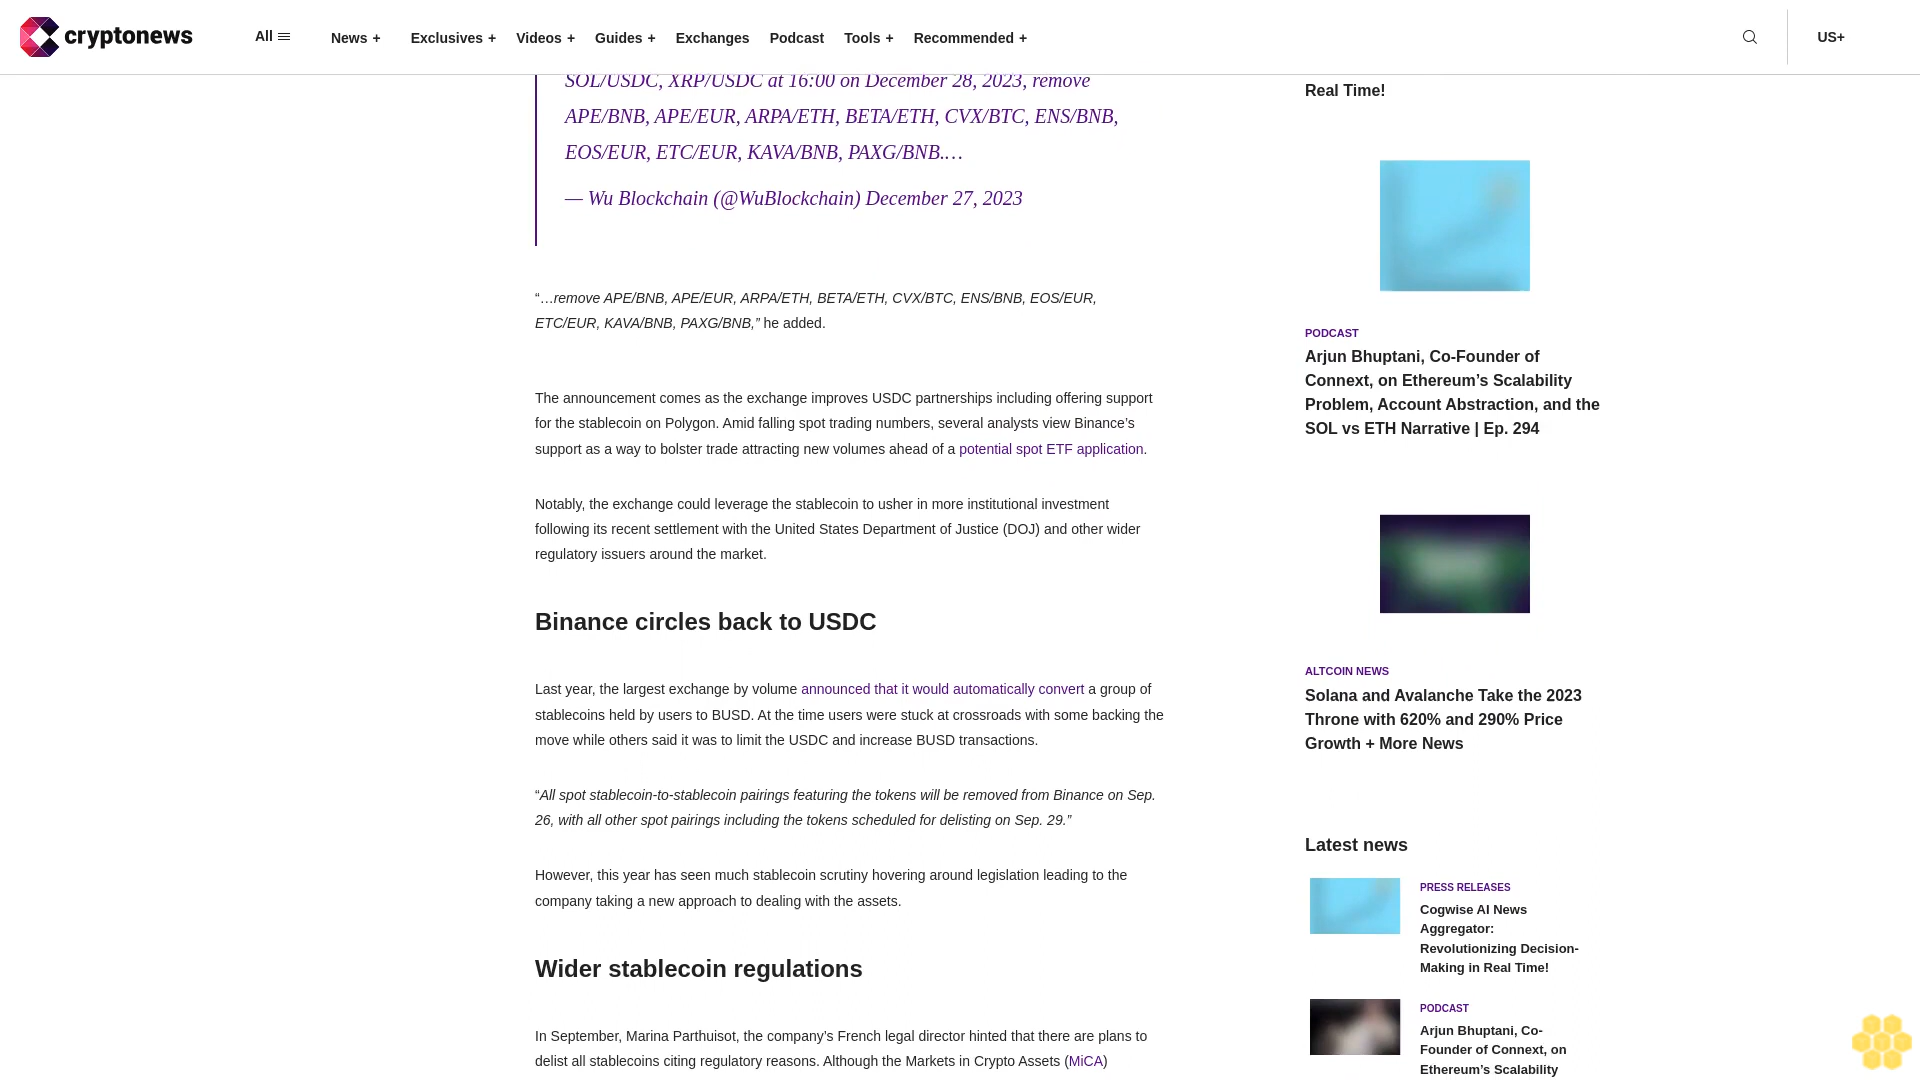 cryptonews
All
News +
Exclusives +
Videos +
Guides +
Exchanges
Podcast
Tools +
Recommended +
US+
SOL/USDC, XRP/USDC at 16:00 on December 28, 2023, remove
APE/BNB, APE/EUR, ARPA/ETH, BETA/ETH, CVX/BTC, ENS/BNB,
EOS/EUR, ETC/EUR, KAVA/BNB, PAXG/BNB.…
— Wu Blockchain (@WuBlockchain) December 27, 2023
“…remove APE/BNB, APE/EUR, ARPA/ETH, BETA/ETH, CVX/BTC, ENS/BNB, EOS/EUR,
ETC/EUR, KAVA/BNB, PAXG/BNB,” he added.
The announcement comes as the exchange improves USDC partnerships including offering support
for the stablecoin on Polygon. Amid falling spot trading numbers, several analysts view Binance’s
support as a way to bolster trade attracting new volumes ahead of a potential spot ETF application.
Notably, the exchange could leverage the stablecoin to usher in more institutional investment
following its recent settlement with the United States Department of Justice (DOJ) and other wider
regulatory issuers around the market.
Binance circles back to USDC
Last year, the largest exchange by volume announced that it would automatically convert a group of
stablecoins held by users to BUSD. At the time users were stuck at crossroads with some backing the
move while others said it was to limit the USDC and increase BUSD transactions.
“All spot stablecoin-to-stablecoin pairings featuring the tokens will be removed from Binance on Sep.
26, with all other spot pairings including the tokens scheduled for delisting on Sep. 29.”
However, this year has seen much stablecoin scrutiny hovering around legislation leading to the
company taking a new approach to dealing with the assets.
Wider stablecoin regulations
In September, Marina Parthuisot, the company’s French legal director hinted that there are plans to
delist all stablecoins citing regulatory reasons. Although the Markets in Crypto Assets (MiCA)
Real Time!
PODCAST
Arjun Bhuptani, Co-Founder of
Connext, on Ethereum’s Scalability
Problem, Account Abstraction, and the
SOL vs ETH Narrative | Ep. 294
ALTCOIN NEWS
Solana and Avalanche Take the 2023
Throne with 620% and 290% Price
Growth + More News
Latest news
PRESS RELEASES
Cogwise AI News
Aggregator:
Revolutionizing Decision-
Making in Real Time!
PODCAST
Arjun Bhuptani, Co-
Founder of Connext, on
Ethereum’s Scalability